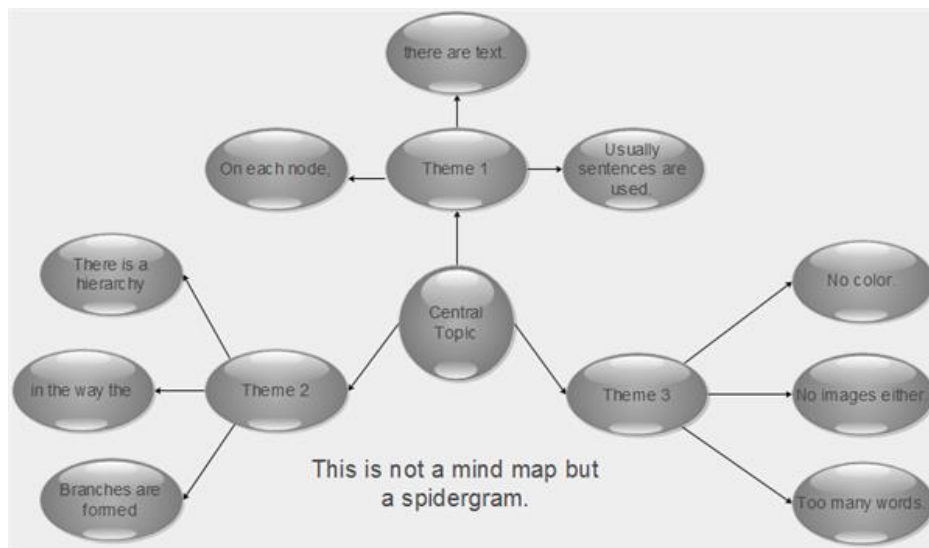 there are text.
On each node,
Theme 1
Usually
sentences are
used.
There is a
hierarchy
Central
Topic
No color.
in the way the
Theme 2
Theme 3
No images either.
Branches are
formed
This is not a mind map but
a spidergram.
Too many words.